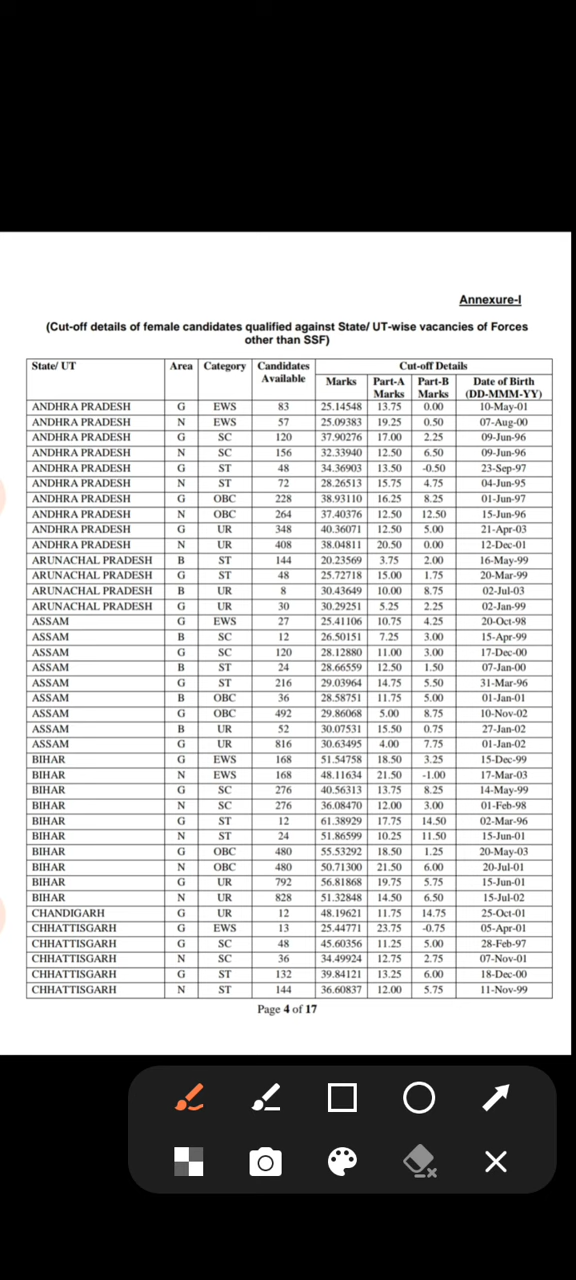 Annexure-I
(Cut-off details of female candidates qualified against State/ UT-wise vacancies of Forces
other than SSF)
State/ UT Area Category Candidates Available Cut-off Details
Marks Part-A Marks Part-B Marks Date of Birth (DD-MMM-YY)
ANDHRA PRADESH G EWS 83 25.14548 13.75 0.00 10-May-01
ANDHRA PRADESH N EWS 57 25.09383 19.25 0.50 07-Aug-00
ANDHRA PRADESH G SC 120 37.90276 17.00 2.25 09-Jun-96
ANDHRA PRADESH N SC 156 32.33940 12.50 6.50 09-Jun-96
ANDHRA PRADESH G ST 48 34.36903 13.50 -0.50 23-Sep-97
ANDHRA PRADESH N ST 72 28.26513 15.75 4.75 04-Jun-95
ANDHRA PRADESH G OBC 228 38.93110 16.25 8.25 01-Jun-97
ANDHRA PRADESH N OBC 264 37.40376 12.50 12.50 15-Jun-96
ANDHRA PRADESH G UR 348 40.36071 12.50 5.00 21-Apr-03
ANDHRA PRADESH N UR 408 38.04811 20.50 0.00 12-Dec-01
ARUNACHAL PRADESH B ST 144 20.23569 3.75 2.00 16-May-99
ARUNACHAL PRADESH G ST 48 25.72718 15.00 1.75 20-Mar-99
ARUNACHAL PRADESH B UR 8 30.43649 10.00 8.75 02-Jul-03
ARUNACHAL PRADESH G UR 30 30.29251 5.25 2.25 02-Jan-99
ASSAM G EWS 27 25.41106 10.75 4.25 20-Oct-98
ASSAM B SC 12 26.50151 7.25 3.00 15-Apr-99
ASSAM G SC 120 28.12880 11.00 3.00 17-Dec-00
ASSAM B ST 24 28.66559 12.50 1.50 07-Jan-00
ASSAM G ST 216 29.03964 14.75 5.50 31-Mar-96
ASSAM B OBC 36 28.58751 11.75 5.00 01-Jan-01
ASSAM G OBC 492 29.86068 5.00 8.75 10-Nov-02
ASSAM B UR 52 30.07531 15.50 0.75 27-Jan-02
ASSAM G UR 816 30.63495 4.00 7.75 01-Jan-02
BIHAR G EWS 168 51.54758 18.50 3.25 15-Dec-99
BIHAR N EWS 168 48.11634 21.50 -1.00 17-Mar-03
BIHAR G SC 276 40.56313 13.75 8.25 14-May-99
BIHAR N SC 276 36.08470 12.00 3.00 01-Feb-98
BIHAR G ST 12 61.38929 17.75 14.50 02-Mar-96
BIHAR N ST 24 51.86599 10.25 11.50 15-Jun-01
BIHAR G OBC 480 55.53292 18.50 1.25 20-May-03
BIHAR N OBC 480 50.71300 21.50 6.00 20-Jul-01
BIHAR G UR 792 56.81868 19.75 5.75 15-Jun-01
BIHAR N UR 828 51.32848 14.50 6.50 15-Jul-02
CHANDIGARH G UR 12 48.19621 11.75 14.75 25-Oct-01
CHHATTISGARH G EWS 13 25.44771 23.75 -0.75 05-Apr-01
CHHATTISGARH G SC 48 45.60356 11.25 5.00 28-Feb-97
CHHATTISGARH N SC 36 34.49924 12.75 2.75 07-Nov-01
CHHATTISGARH G ST 132 39.84121 13.25 6.00 18-Dec-00
CHHATTISGARH N ST 144 36.60837 12.00 5.75 11-Nov-99
Page 4 of 17